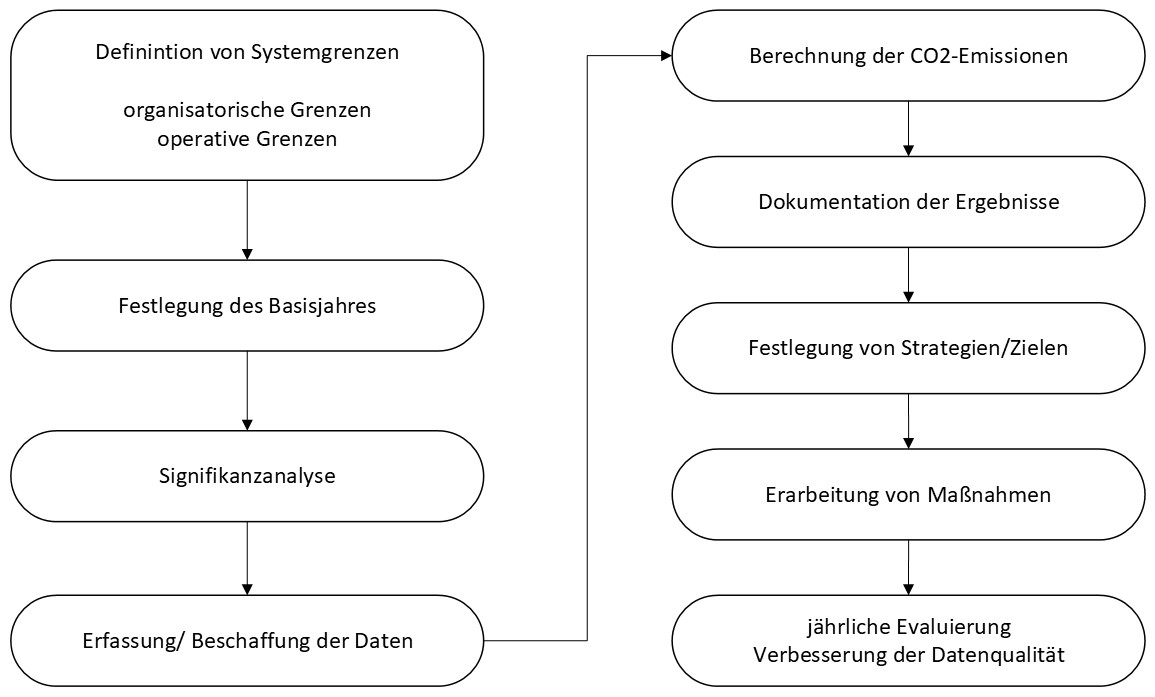 Definintion von Systemgrenzen
organisatorische Grenzen
operative Grenzen
Festlegung des Basisjahres
Signifikanzanalyse
Erfassung/ Beschaffung der Daten
Berechnung der CO2-Emissionen
Dokumentation der Ergebnisse
Festlegung von Strategien/Zielen
Erarbeitung von Maßnahmen
jährliche Evaluierung
Verbesserung der Datenqualität